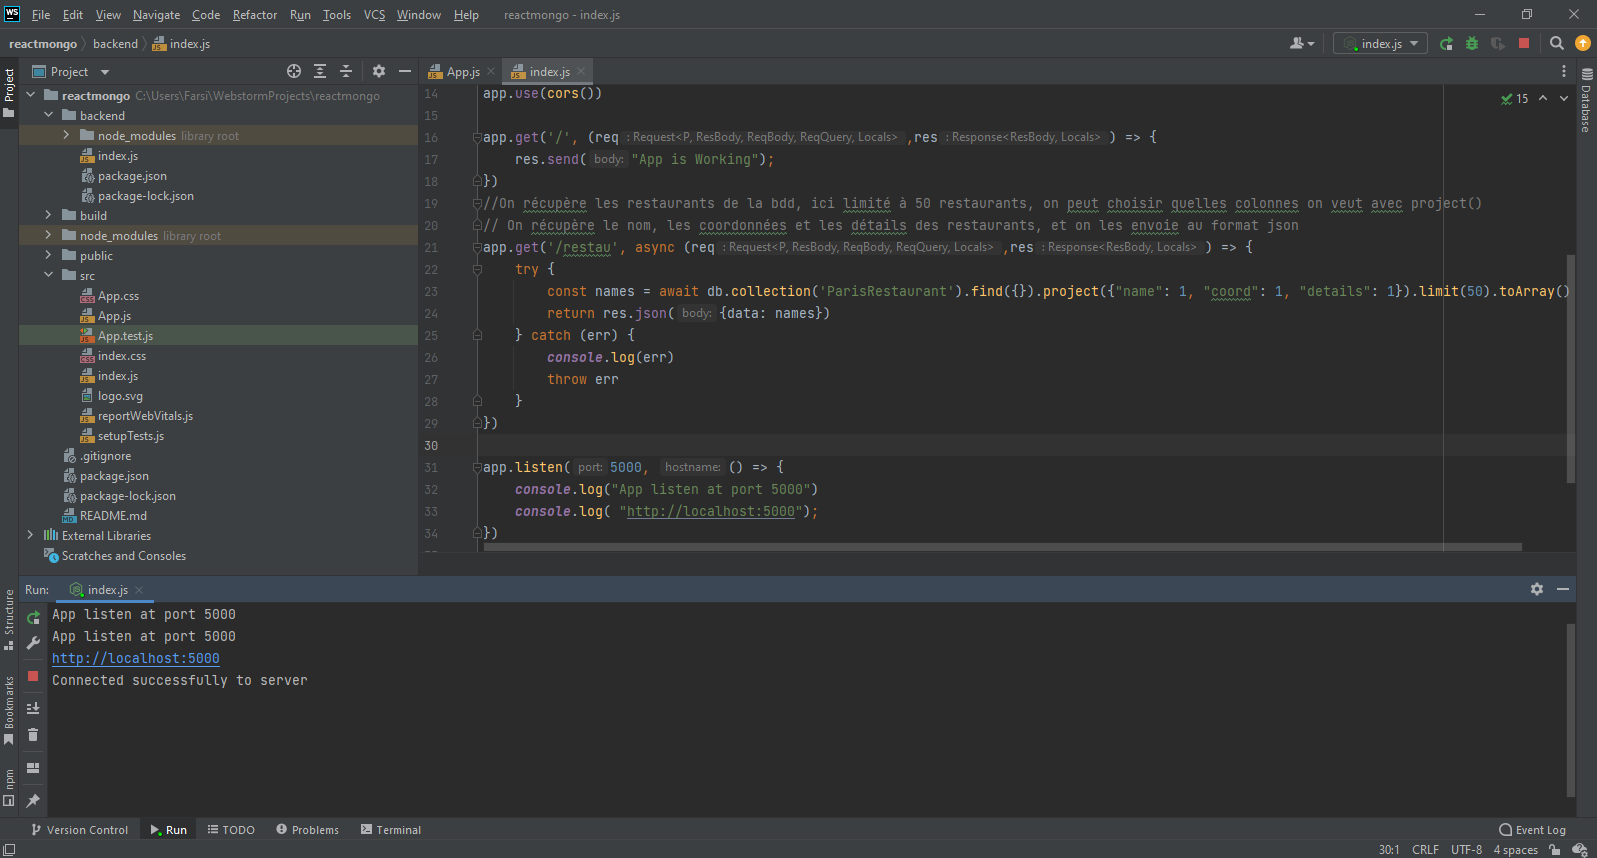 WS File Edit View Navigate Code Refactor Run Tools VCS Window Help reactmongo - index.js
reactmongo backend index.js
index.js
Project
App.js index.js
reactmongo C:\Users\Farsi\WebstormProjects\reactmongo
backend
node_modules library root
index.js
package.json
package-lock.json
build
node_modules library root
public
src
App.css
App.js
App.test.js
index.css
index.js
logo.svg
reportWebVitals.js
setupTests.js
.gitignore
package.json
package-lock.json
README.md
External Libraries
Scratches and Consoles
15
14 app.use(cors())
15
16 app.get('/', (req : Request<P, ResBody, ReqBody, ReqQuery, Locals> ,res : Response<ResBody, Locals> ) => {
17 res.send( body: "App is Working");
18 })
19 //On récupère les restaurants de la bdd, ici limité à 50 restaurants, on peut choisir quelles colonnes on veut avec project()
20 // On récupère le nom, les coordonnées et les détails des restaurants, et on les envoie au format json
21 app.get('/restau', async (req : Request<P, ResBody, ReqBody, ReqQuery, Locals> ,res : Response<ResBody, Locals> ) => {
22 try {
23 const names = await db.collection('ParisRestaurant').find({}).project({"name": 1, "coord": 1, "details": 1}).limit(50).toArray()
24 return res.json( body: {data: names})
25 } catch (err) {
26 console.log(err)
27 throw err
28 }
29 })
30
31 app.listen( port: 5000, hostname: () => {
32 console.log("App listen at port 5000")
33 console.log( "http://localhost:5000");
34 })
Project
Structure
Bookmarks
npm
Database
Run: index.js
App listen at port 5000
App listen at port 5000
http://localhost:5000
Connected successfully to server
Version Control Run TODO Problems Terminal Event Log
30:1 CRLF UTF-8 4 spaces